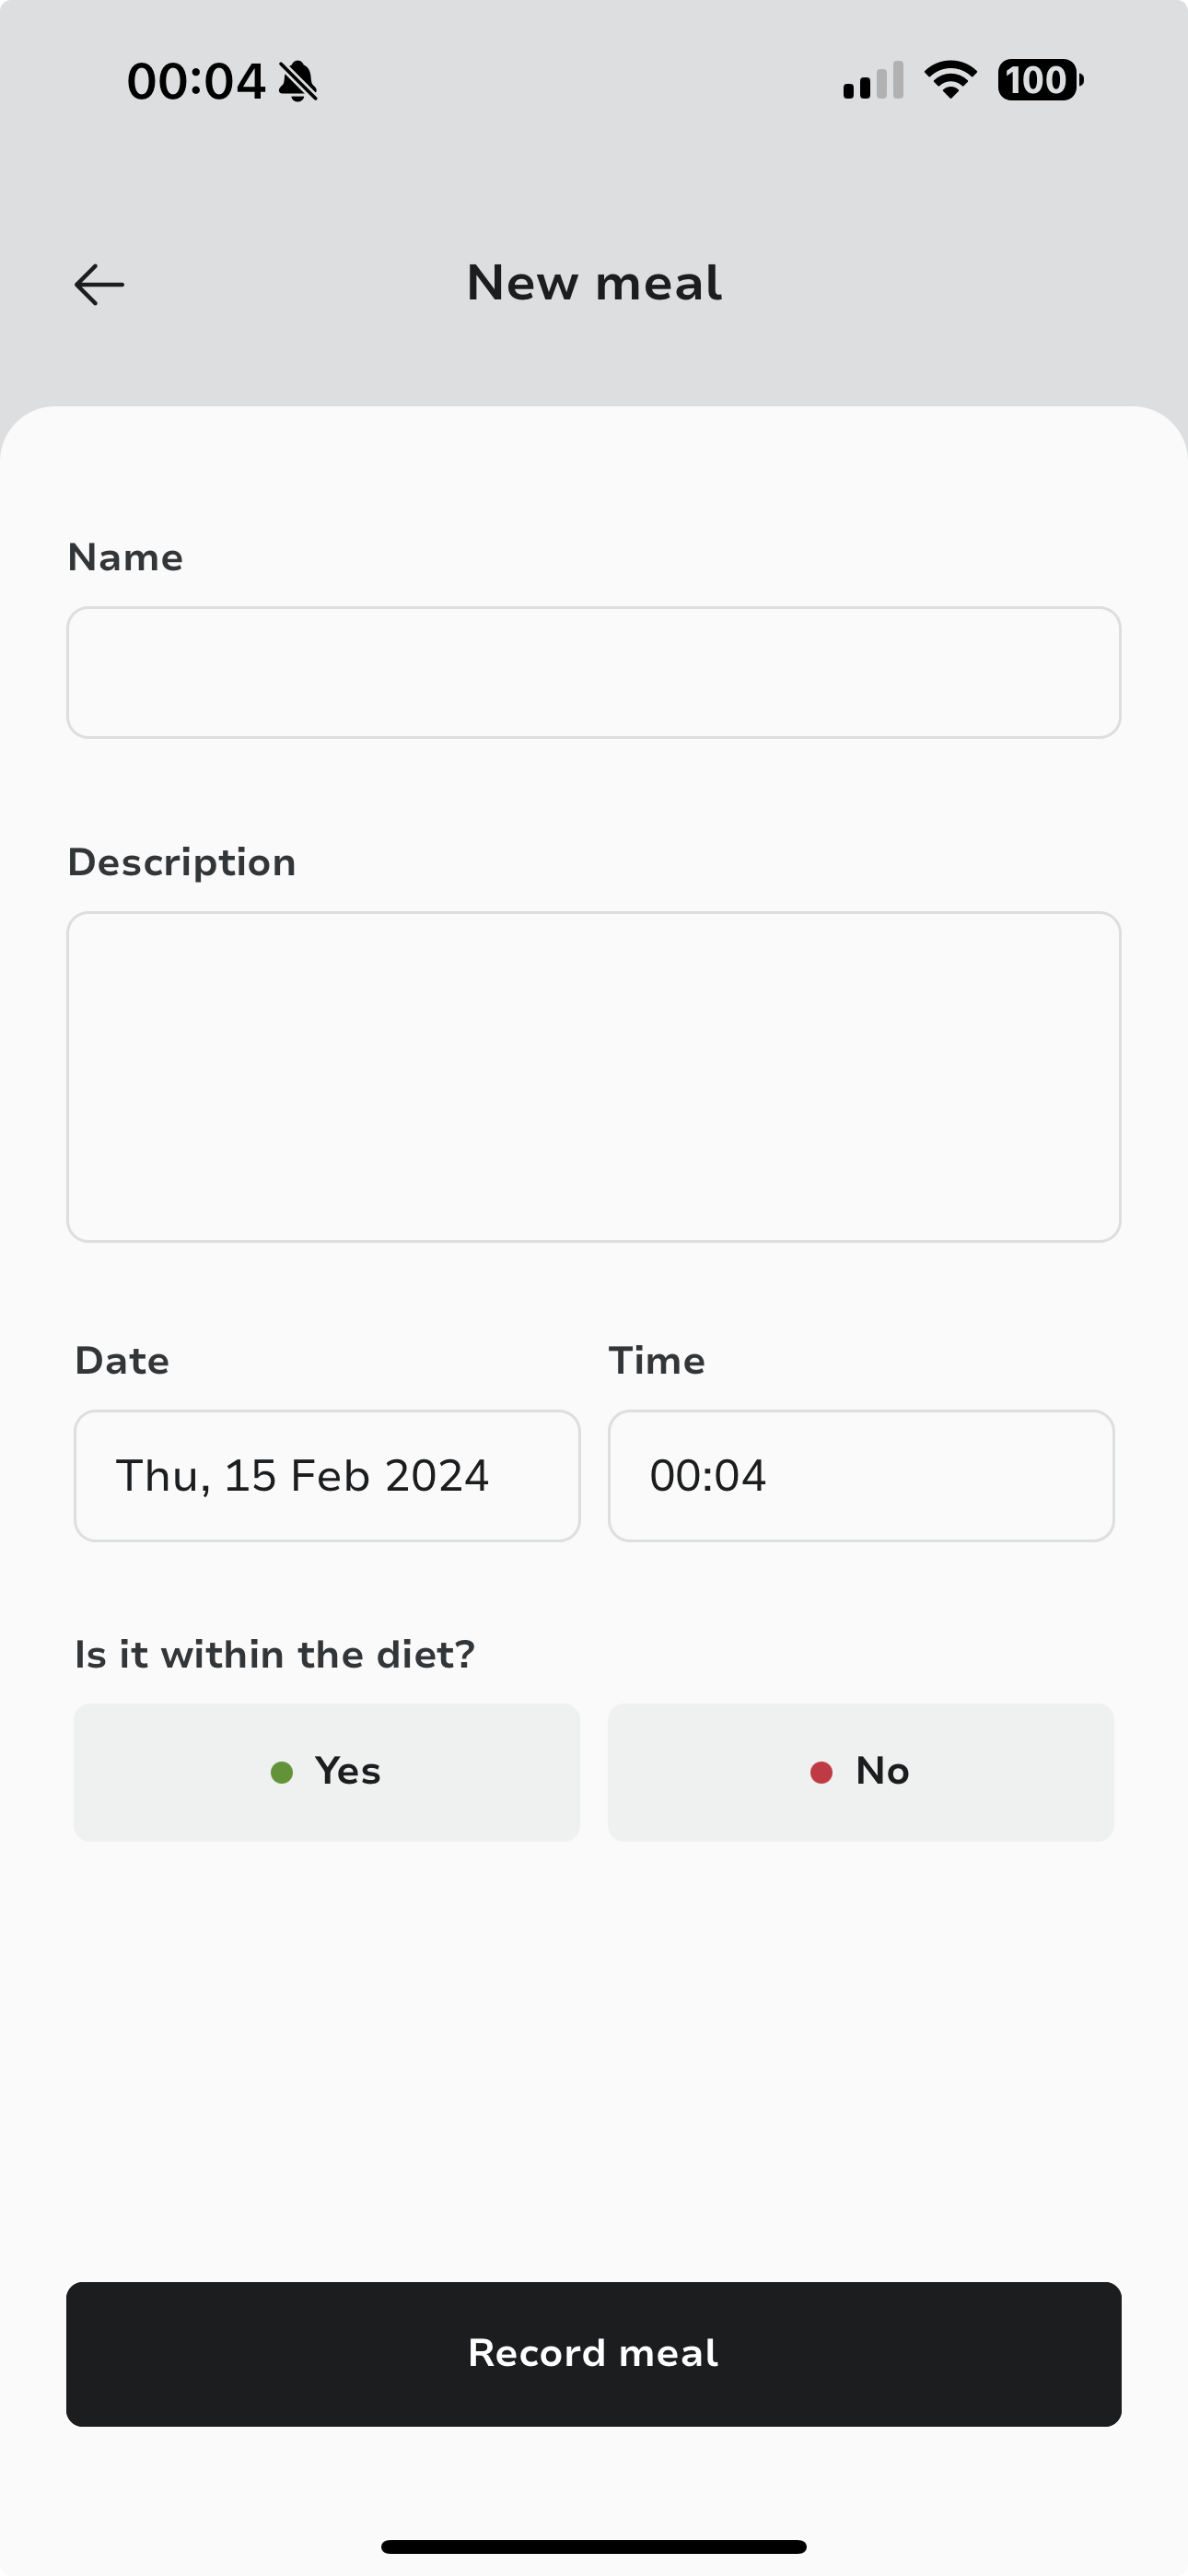 00:04
100
New meal
Name
Description
Date Time
Thu, 15 Feb 2024 00:04
Is it within the diet?
Yes No
Record meal